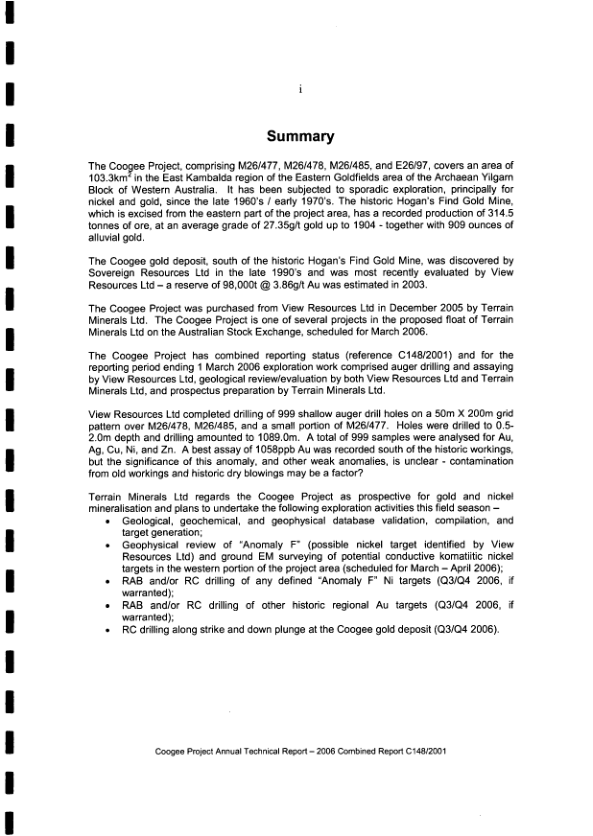 i
Summary
The Coogee Project, comprising M26/477, M26/478, M26/485, and E26/97, covers an area of
103.3km² in the East Kambalda region of the Eastern Goldfields area of the Archaean Yilgarn
Block of Western Australia. It has been subjected to sporadic exploration, principally for
nickel and gold, since the late 1960's / early 1970's. The historic Hogan's Find Gold Mine,
which is excised from the eastern part of the project area, has a recorded production of 314.5
tonnes of ore, at an average grade of 27.35g/t gold up to 1904 - together with 909 ounces of
alluvial gold.
The Coogee gold deposit, south of the historic Hogan's Find Gold Mine, was discovered by
Sovereign Resources Ltd in the late 1990's and was most recently evaluated by View
Resources Ltd – a reserve of 98,000t @ 3.86g/t Au was estimated in 2003.
The Coogee Project was purchased from View Resources Ltd in December 2005 by Terrain
Minerals Ltd. The Coogee Project is one of several projects in the proposed float of Terrain
Minerals Ltd on the Australian Stock Exchange, scheduled for March 2006.
The Coogee Project has combined reporting status (reference C148/2001) and for the
reporting period ending 1 March 2006 exploration work comprised auger drilling and assaying
by View Resources Ltd, geological review/evaluation by both View Resources Ltd and Terrain
Minerals Ltd, and prospectus preparation by Terrain Minerals Ltd.
View Resources Ltd completed drilling of 999 shallow auger drill holes on a 50m X 200m grid
pattern over M26/478, M26/485, and a small portion of M26/477. Holes were drilled to 0.5-
2.0m depth and drilling amounted to 1089.0m. A total of 999 samples were analysed for Au,
Ag, Cu, Ni, and Zn. A best assay of 1058ppb Au was recorded south of the historic workings,
but the significance of this anomaly, and other weak anomalies, is unclear - contamination
from old workings and historic dry blowings may be a factor?
Terrain Minerals Ltd regards the Coogee Project as prospective for gold and nickel
mineralisation and plans to undertake the following exploration activities this field season –
• Geological, geochemical, and geophysical database validation, compilation, and
target generation;
• Geophysical review of "Anomaly F" (possible nickel target identified by View
Resources Ltd) and ground EM surveying of potential conductive komatiitic nickel
targets in the western portion of the project area (scheduled for March – April 2006);
• RAB and/or RC drilling of any defined "Anomaly F" Ni targets (Q3/Q4 2006, if
warranted);
• RAB and/or RC drilling of other historic regional Au targets (Q3/Q4 2006, if
warranted);
• RC drilling along strike and down plunge at the Coogee gold deposit (Q3/Q4 2006).
Coogee Project Annual Technical Report – 2006 Combined Report C148/2001